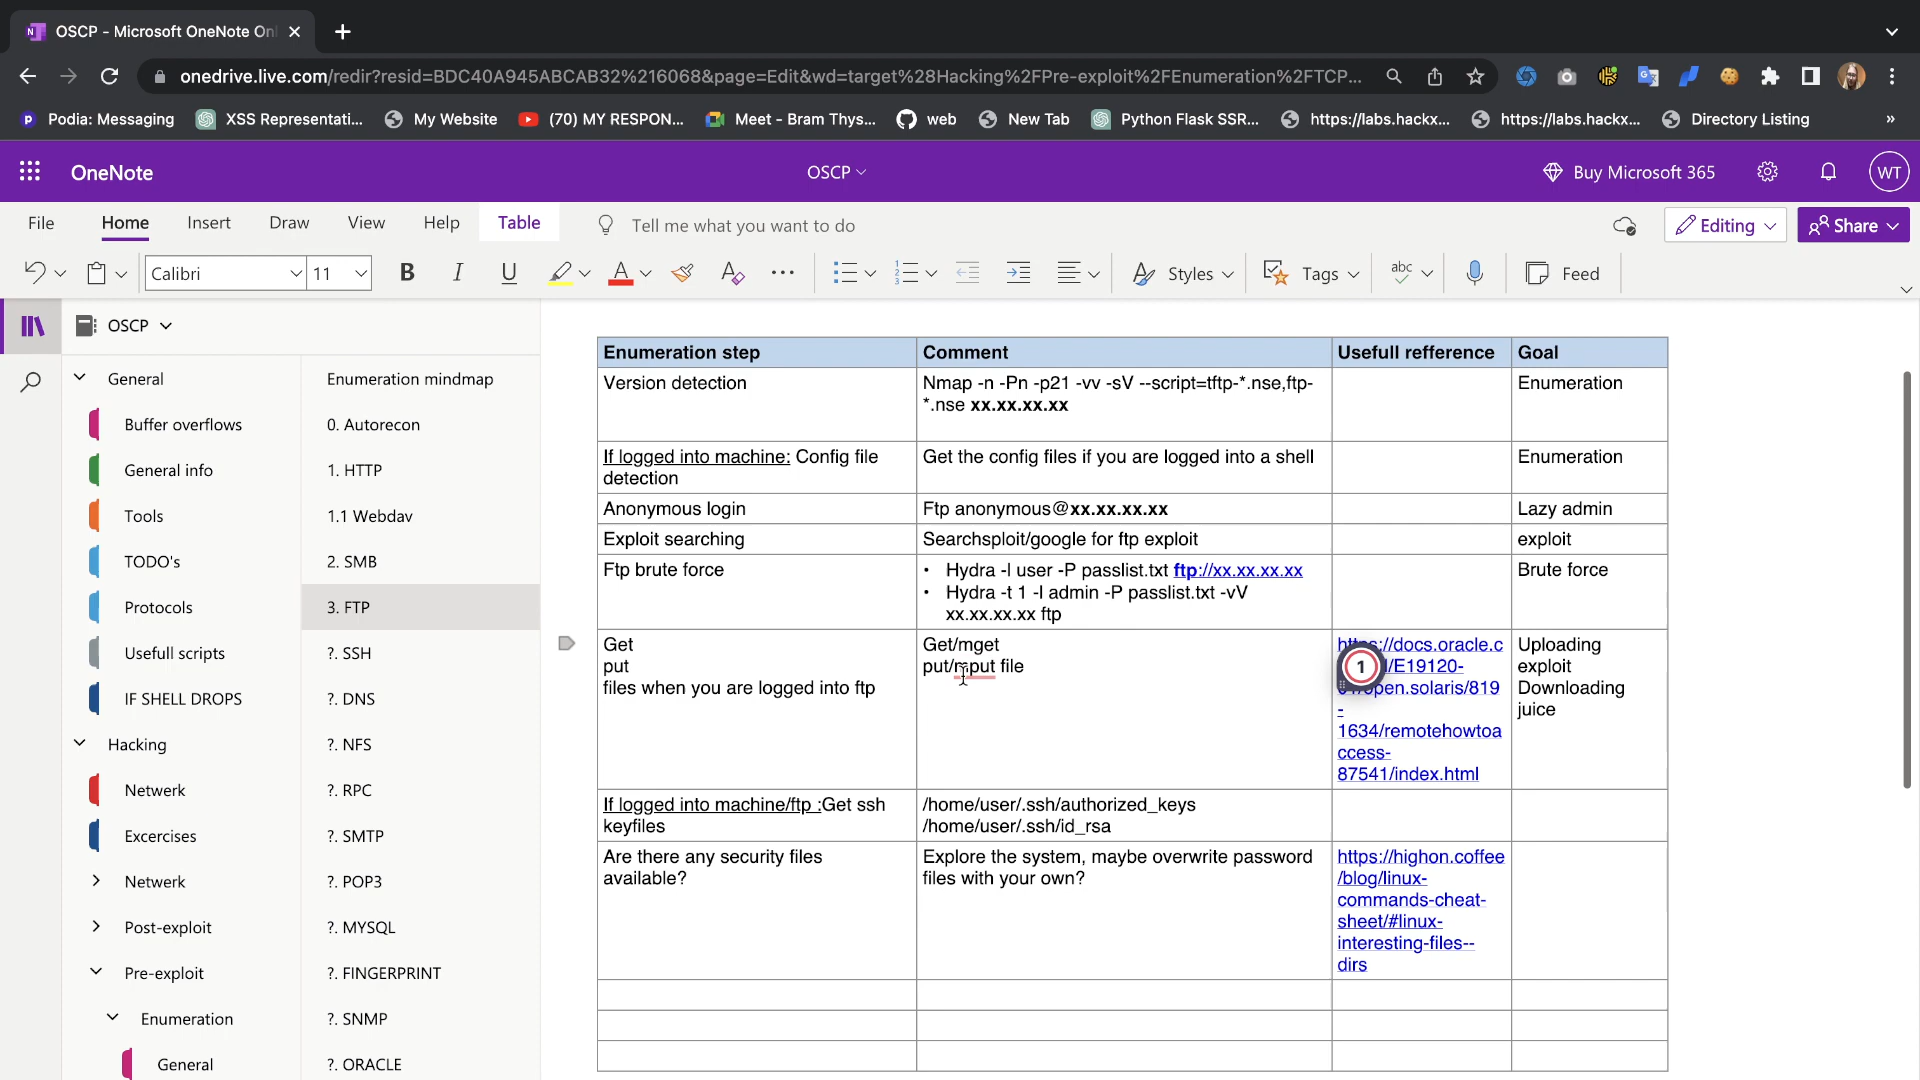 OSCP - Microsoft OneNote Onl
onedrive.live.com/redir?resid=BDC40A945ABCAB32%216068&page=Edit&wd=target%28Hacking%2FPre-exploit%2FEnumeration%2FTCP...
Podia: Messaging
XSS Representati...
My Website
(70) MY RESPON...
Meet - Bram Thys...
web
New Tab
Python Flask SSR...
https://labs.hackx...
https://labs.hackx...
Directory Listing
»
OneNote
OSCP
Buy Microsoft 365
WT
File
Home
Insert
Draw
View
Help
Table
Tell me what you want to do
Editing
Share
Calibri
11
B
I
U
A
Styles
Tags
abc
Feed
OSCP
General
Buffer overflows
General info
Tools
TODO's
Protocols
Usefull scripts
IF SHELL DROPS
Hacking
Netwerk
Excercises
Netwerk
Post-exploit
Pre-exploit
Enumeration
General
Enumeration mindmap
0. Autorecon
1. HTTP
1.1 Webdav
2. SMB
3. FTP
?. SSH
?. DNS
?. NFS
?. RPC
?. SMTP
?. POP3
?. MYSQL
?. FINGERPRINT
?. SNMP
?. ORACLE
Enumeration step
Comment
Usefull refference
Goal
Version detection
Nmap -n -Pn -p21 -vv -sV --script=tftp-*.nse,ftp-
*.nse xx.xx.xx.xx
Enumeration
If logged into machine: Config file
detection
Get the config files if you are logged into a shell
Enumeration
Anonymous login
Ftp anonymous@xx.xx.xx.xx
Lazy admin
Exploit searching
Searchsploit/google for ftp exploit
exploit
Ftp brute force
• Hydra -l user -P passlist.txt ftp://xx.xx.xx.xx
• Hydra -t 1 -l admin -P passlist.txt -vV
xx.xx.xx.xx ftp
Brute force
Get
put
files when you are logged into ftp
Get/mget
put/mput file
https://docs.oracle.c
/E19120-
open.solaris/819
-
1634/remotehowtoa
ccess-
87541/index.html
1
Uploading
exploit
Downloading
juice
If logged into machine/ftp :Get ssh
keyfiles
/home/user/.ssh/authorized_keys
/home/user/.ssh/id_rsa
Are there any security files
available?
Explore the system, maybe overwrite password
files with your own?
https://highon.coffee
/blog/linux-
commands-cheat-
sheet/#linux-
interesting-files--
dirs